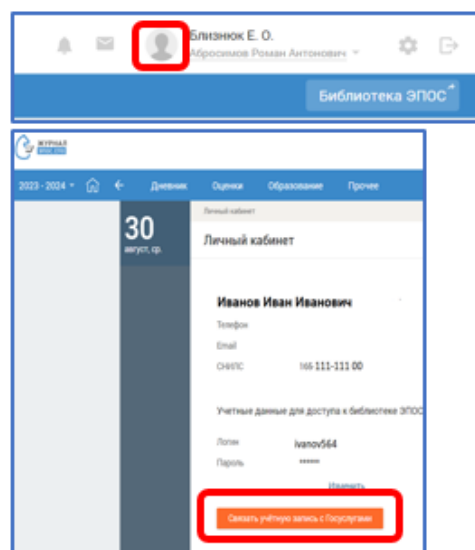 Близнюк Е. О.
Абросимов Роман Антонович
Библиотека ЭПОС
ЖУРНАЛ
2023 - 2024
Дневник
Оценки
Образование
Прочее
30
август, ср.
Личный кабинет
Личный кабинет
Иванов Иван Иванович
Телефон
Email
СНИЛС 166-111-111 00
Учетные данные для доступа к библиотеке ЭПОС
Логин ivanov564
Пароль ******
Изменить
Связать учётную запись с Госуслугами